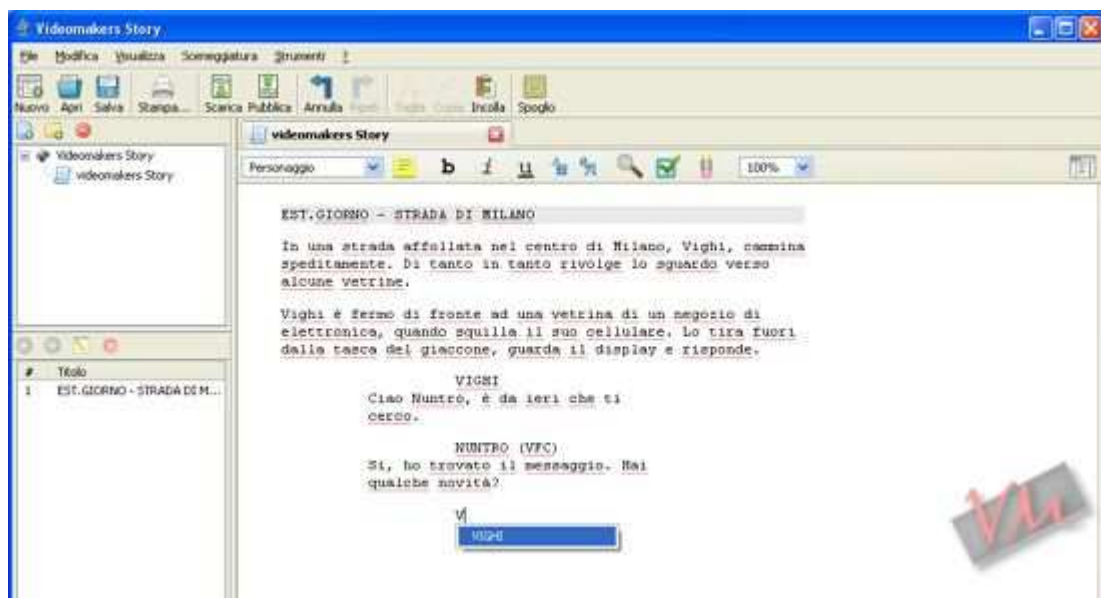 Videomakers Story
File Modifica Visualizza Sceneggiatura Strumenti ?
Nuovo Apri Salva Stampa... Scarica Pubblica Annulla Taglia Copia Incolla Spoglio
videomakers Story
Videomakers Story
videomakers Story
Personaggio b i u 100%
EST.GIORNO - STRADA DI MILANO
In una strada affollata nel centro di Milano, Vighi, cammina
speditamente. Di tanto in tanto rivolge lo sguardo verso
alcune vetrine.
Vighi è fermo di fronte ad una vetrina di un negozio di
elettronica, quando squilla il suo cellulare. Lo tira fuori
dalla tasca del giaccone, guarda il display e risponde.
# Titolo
1 EST.GIORNO - STRADA DI M...
VIGHI
Ciao Nuntro, è da ieri che ti
cerco.
NUNTRO (VFC)
Si, ho trovato il messaggio. Hai
qualche novità?
V
VIGHI